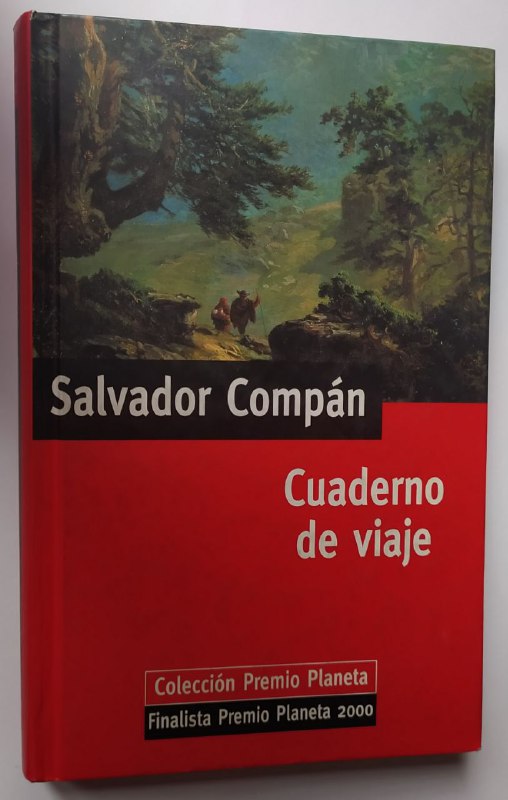 Salvador Compán
Cuaderno
de viaje
Colección Premio Planeta
Finalista Premio Planeta 2000